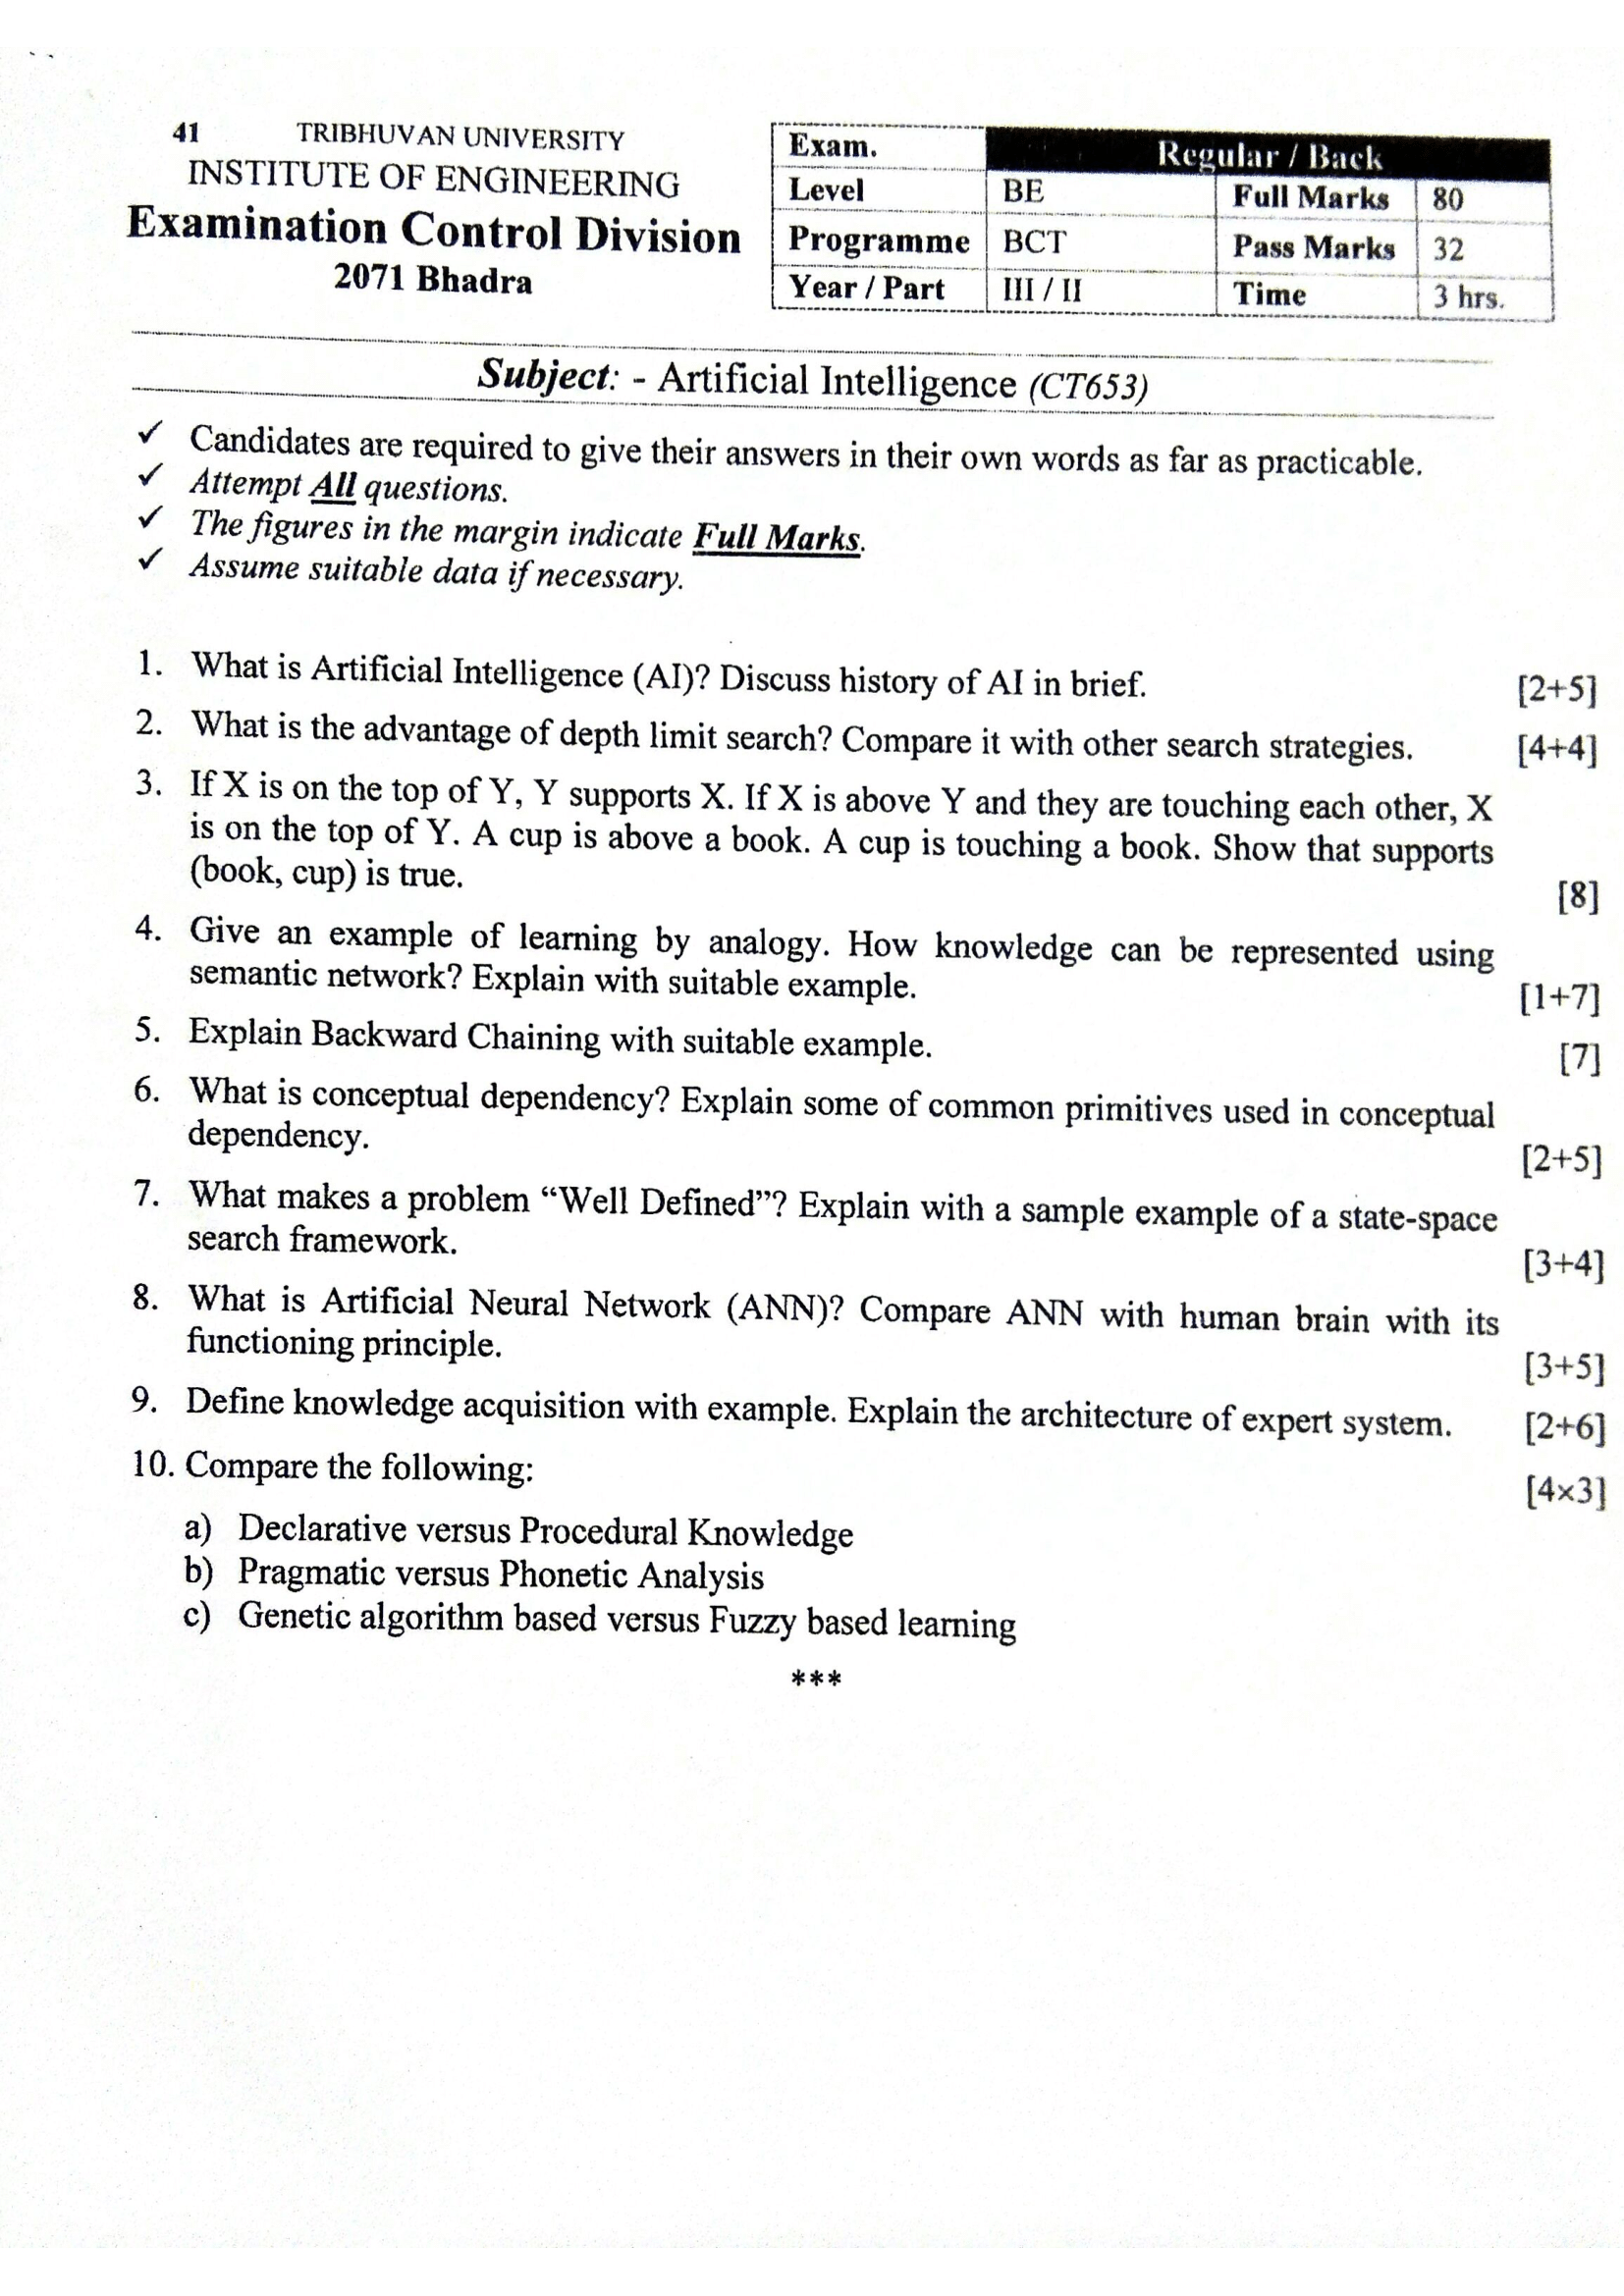 41 TRIBHUVAN UNIVERSITY
INSTITUTE OF ENGINEERING
Examination Control Division
2071 Bhadra
Exam. Regular / Back
Level BE Full Marks 80
Programme BCT Pass Marks 32
Year / Part III / II Time 3 hrs.
Subject: - Artificial Intelligence (CT653)
✓ Candidates are required to give their answers in their own words as far as practicable.
✓ Attempt All questions.
✓ The figures in the margin indicate Full Marks.
✓ Assume suitable data if necessary.
1. What is Artificial Intelligence (AI)? Discuss history of AI in brief. [2+5]
2. What is the advantage of depth limit search? Compare it with other search strategies. [4+4]
3. If X is on the top of Y, Y supports X. If X is above Y and they are touching each other, X
is on the top of Y. A cup is above a book. A cup is touching a book. Show that supports
(book, cup) is true. [8]
4. Give an example of learning by analogy. How knowledge can be represented using
semantic network? Explain with suitable example. [1+7]
5. Explain Backward Chaining with suitable example. [7]
6. What is conceptual dependency? Explain some of common primitives used in conceptual
dependency. [2+5]
7. What makes a problem “Well Defined”? Explain with a sample example of a state-space
search framework. [3+4]
8. What is Artificial Neural Network (ANN)? Compare ANN with human brain with its
functioning principle. [3+5]
9. Define knowledge acquisition with example. Explain the architecture of expert system. [2+6]
10. Compare the following: [4×3]
a) Declarative versus Procedural Knowledge
b) Pragmatic versus Phonetic Analysis
c) Genetic algorithm based versus Fuzzy based learning
***